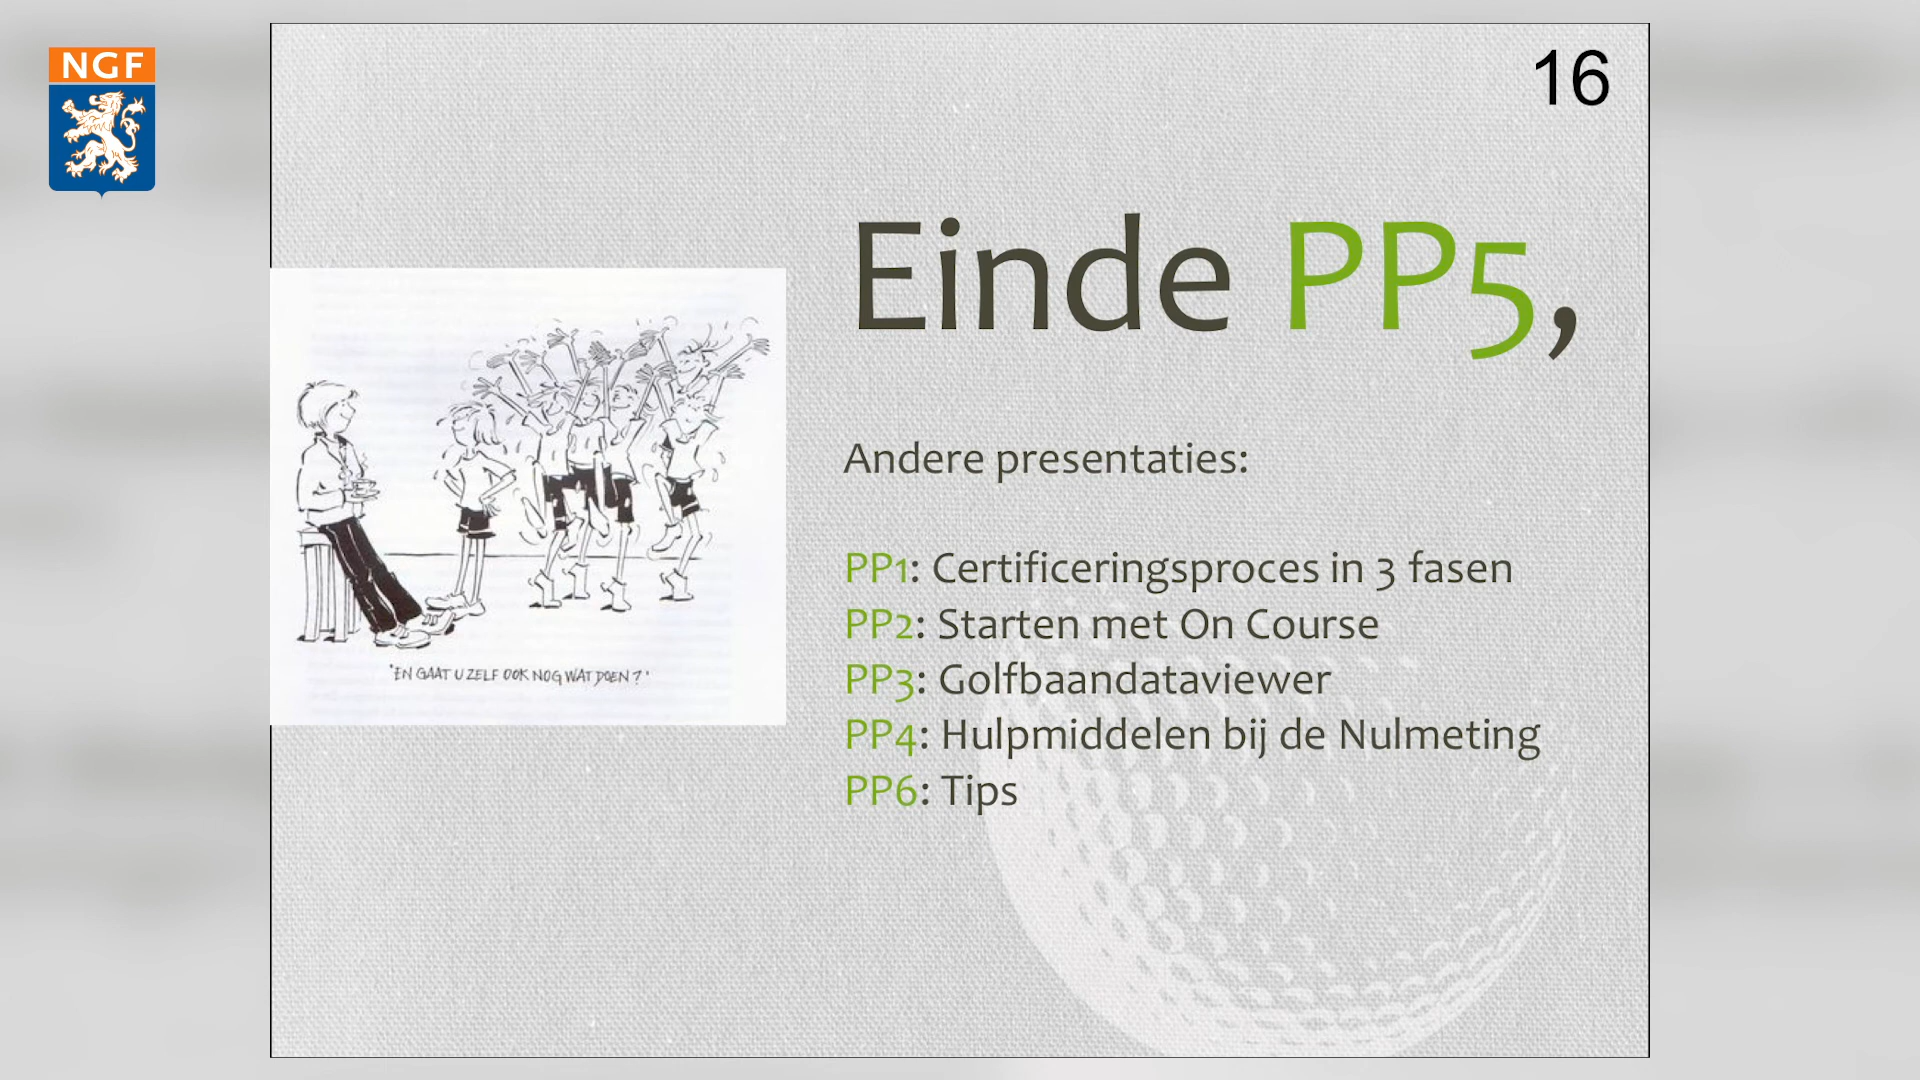 NGF
16
Einde PP5,
Andere presentaties:
PP1: Certificeringsproces in 3 fasen
PP2: Starten met On Course
PP3: Golfbaandataviewer
PP4: Hulpmiddelen bij de Nulmeting
PP6: Tips
'EN GAAT U ZELF OOK NOG WAT DOEN?'